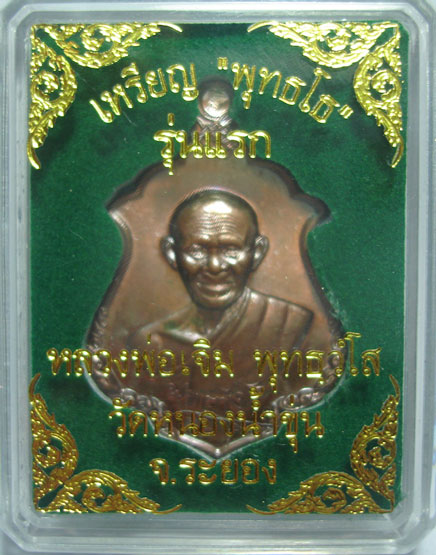 เหรียญ "พุทธโธ"
รุ่นแรก
หลวงพ่อเจิม พุทธวํโส
วัดหนองน้ำขุ่น
จ.ระยอง